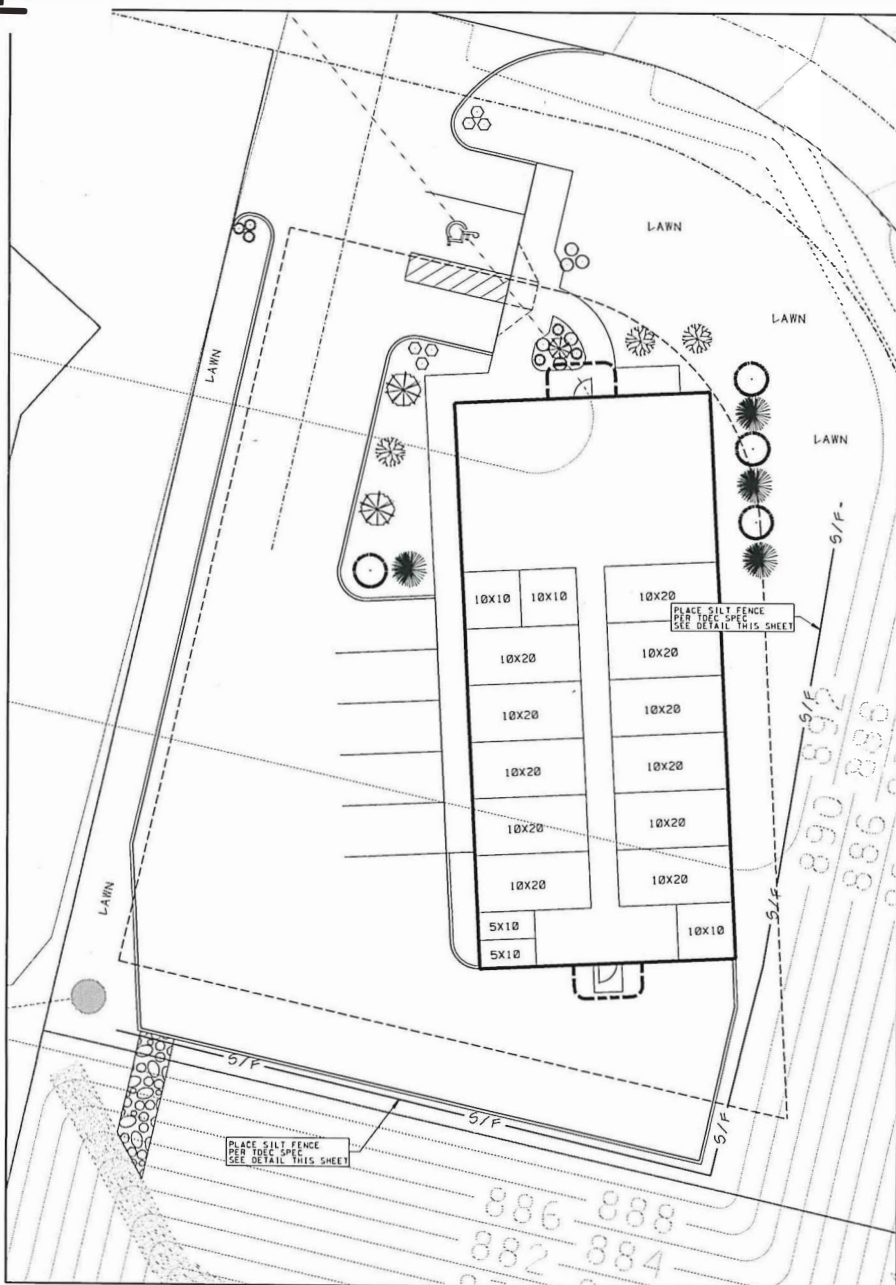 LAWN
LAWN
LAWN
LAWN
S/F
10X10 10X10 10X20
PLACE SILT FENCE
PER TDEC SPEC
SEE DETAIL THIS SHEET
10X20 10X20
10X20 10X20
892 888
S/F
10X20 10X20
10X20 10X20
890 886
10X20 10X20
LAWN
S/F
5X10 10X10
5X10
S/F
S/F
S/F
PLACE SILT FENCE
PER TDEC SPEC
SEE DETAIL THIS SHEET
886 888
882 884